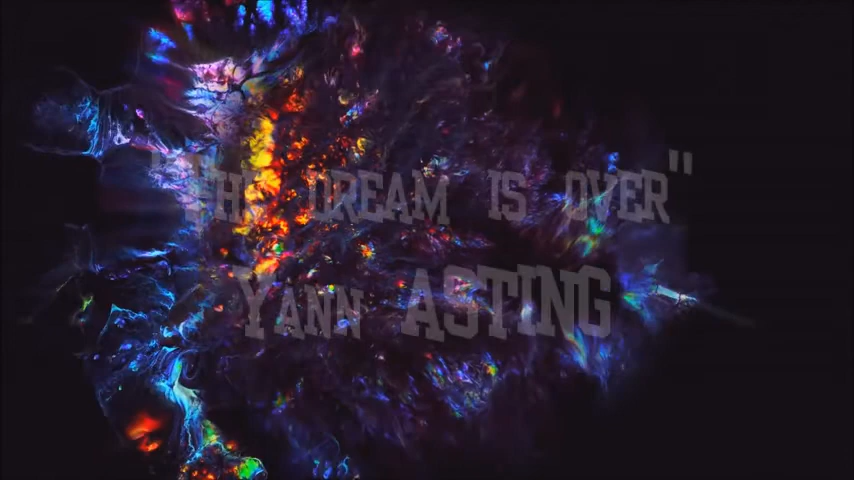 "The dream is over"
Yann ASTING